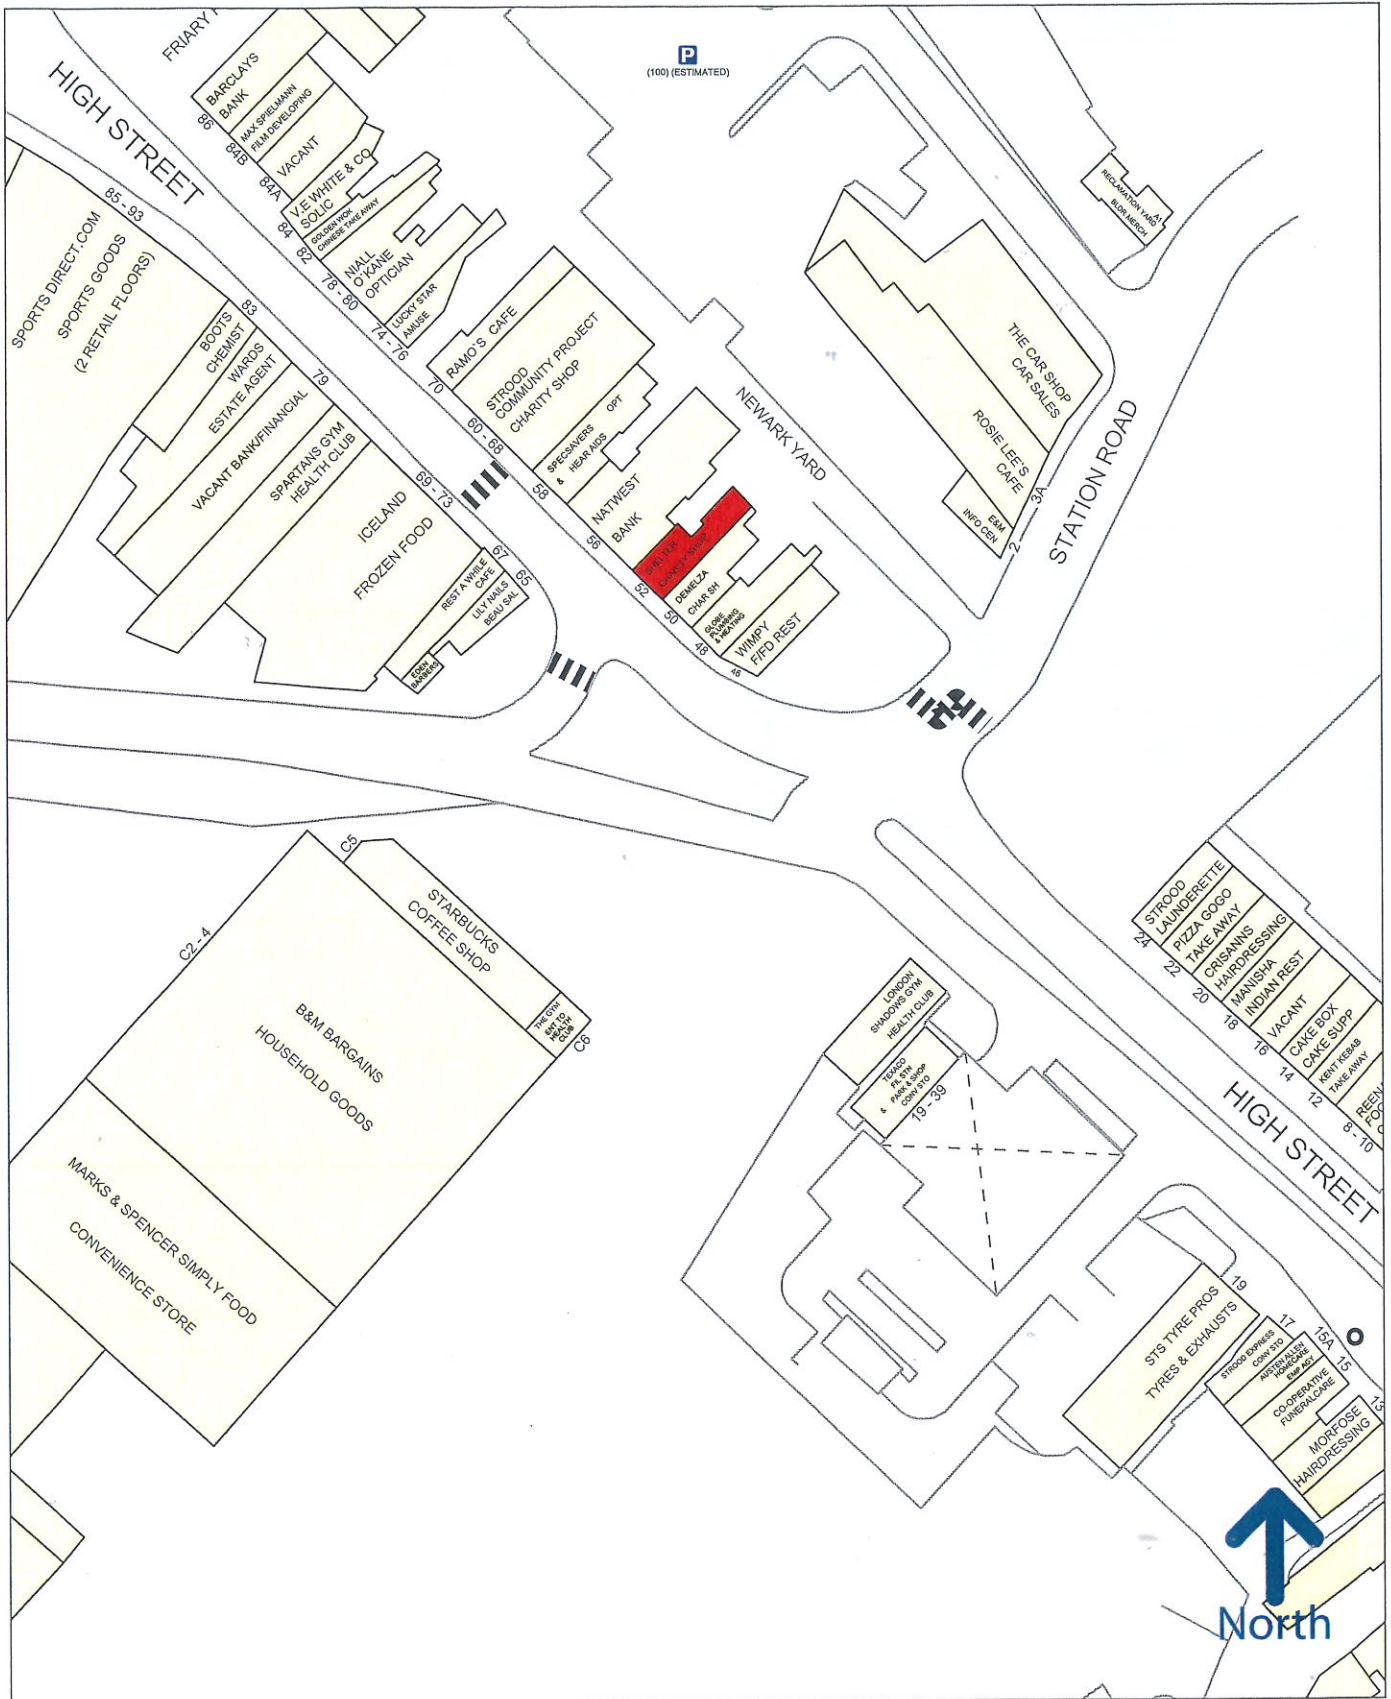 FRIARY
P
(100) (ESTIMATED)
HIGH STREET
BARCLAYS
BANK
86
MAX SPIELMANN
FILM DEVELOPING
84B
VACANT
84A
V.E WHITE & CO
SOLIC
84
GOLDEN WOK
CHINESE TAKE AWAY
82
NIALL
O'KANE
OPTICIAN
78 - 80
LUCKY STAR
AMUSE
74 - 76
RAMO'S CAFE
70
STROOD
COMMUNITY PROJECT
CHARITY SHOP
60 - 68
SPECSAVERS OPT
& HEAR AIDS
58
NATWEST
BANK
56
SHELTER
CHARITY SHOP
52
DEMELZA
CHAR SH
50
GLOBE
PLUMBING
& HEATING
48
WIMPY
F/FD REST
46
85 - 93
SPORTS DIRECT.COM
SPORTS GOODS
(2 RETAIL FLOORS)
83
BOOTS
CHEMIST
WARDS
ESTATE AGENT
79
VACANT BANK/FINANCIAL
SPARTANS GYM
HEALTH CLUB
69 - 73
ICELAND
FROZEN FOOD
67
REST A WHILE
CAFE
65
LILY NAILS
BEAU SAL
EDEN
BARBERS
NEWARK YARD
A1
RECLAMATION YARD
BLDR MERCH
THE CAR SHOP
CAR SALES
ROSIE LEE'S
CAFE
3A
E&M
INFO CEN
2
STATION ROAD
C5
STARBUCKS
COFFEE SHOP
C2 - 4
B&M BARGAINS
HOUSEHOLD GOODS
THE GYM
ENT TO
HEALTH
CLUB
C6
MARKS & SPENCER SIMPLY FOOD
CONVENIENCE STORE
LONDON
SHADOWS GYM
HEALTH CLUB
TEXACO
FIL STN
& PARK & SHOP
CONV STO
19 - 39
STROOD
LAUNDERETTE
24
PIZZA GOGO
TAKE AWAY
22
CRISANNS
HAIRDRESSING
20
MANISHA
INDIAN REST
18
VACANT
16
CAKE BOX
CAKE SUPP
14
KENT KEBAB
TAKE AWAY
12
8 - 10
HIGH STREET
STS TYRE PROS
TYRES & EXHAUSTS
19
STROOD EXPRESS
CONV STO
17
AUSTEN ALLEN
HOMECARE
EMP AGY
15A
CO-OPERATIVE
FUNERALCARE
15
MORFOSE
HAIRDRESSING
13
North